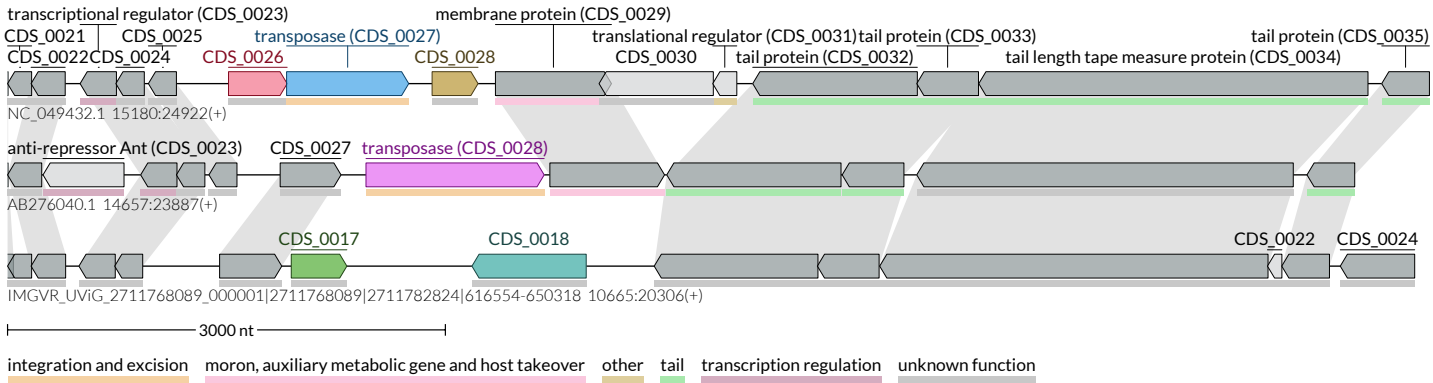 transcriptional regulator (CDS_0023) membrane protein (CDS_0029)
CDS_0021 CDS_0025 transposase (CDS_0027) translational regulator (CDS_0031) tail protein (CDS_0033) tail protein (CDS_0035)
CDS_0022 CDS_0024 CDS_0026 CDS_0028 CDS_0030 tail protein (CDS_0032) tail length tape measure protein (CDS_0034)
NC_049432.1 15180:24922(+)
anti-repressor Ant (CDS_0023) CDS_0027 transposase (CDS_0028)
AB276040.1 14657:23887(+)
CDS_0017 CDS_0018 CDS_0022 CDS_0024
IMGVR_UViG_2711768089_000001|2711768089|2711782824|616554-650318 10665:20306(+)
3000 nt
integration and excision moron, auxiliary metabolic gene and host takeover other tail transcription regulation unknown function